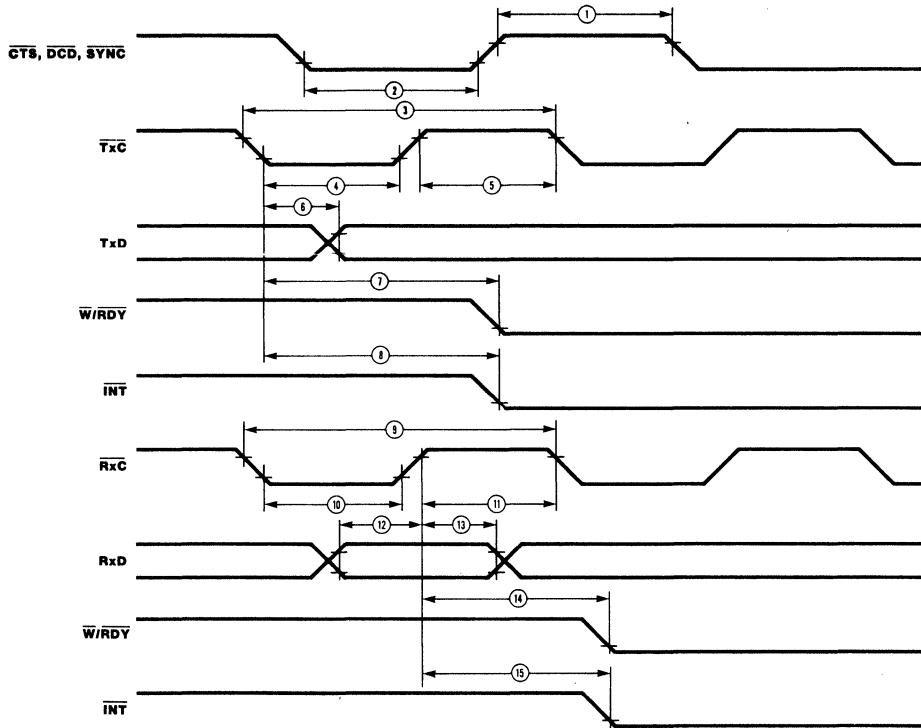 1
CTS, DCD, SYNC
2
3
TxC
4 5
6
TxD
7
W/RDY
8
INT
9
RxC
10 11
12 13
RxD
14
W/RDY
15
INT